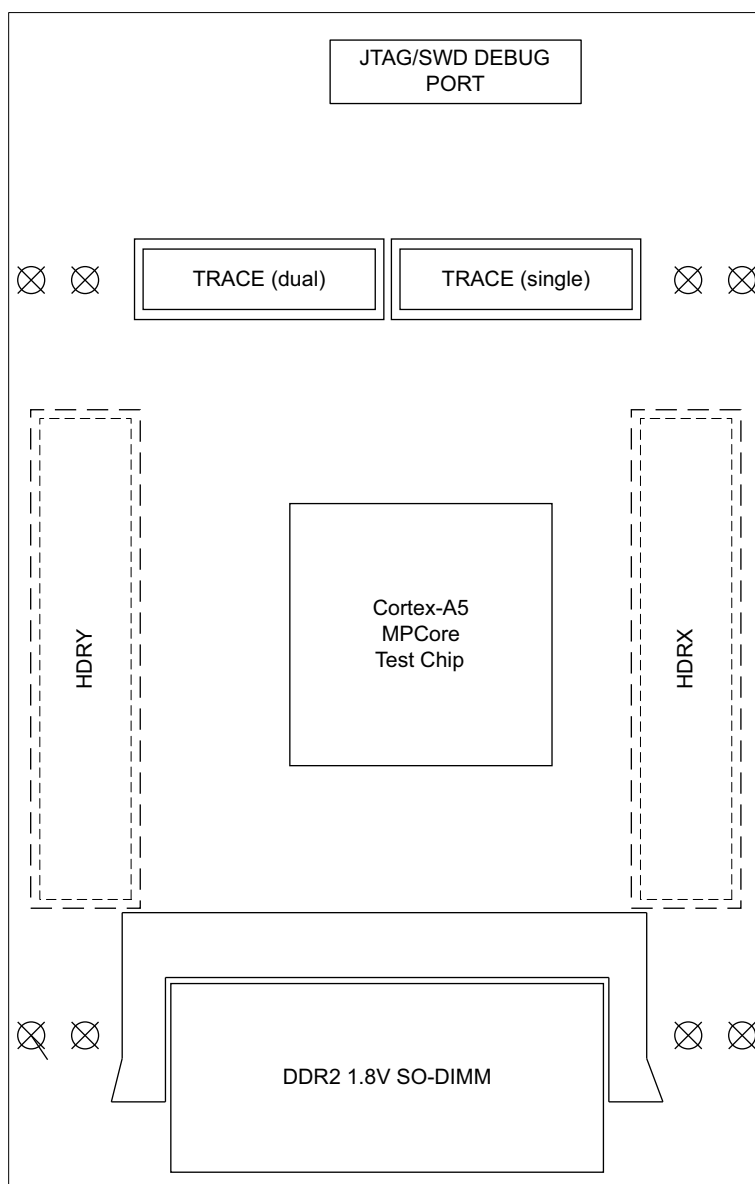 JTAG/SWD DEBUG
PORT
TRACE (dual)
TRACE (single)
HDRY
Cortex-A5
MPCore
Test Chip
HDRX
DDR2 1.8V SO-DIMM